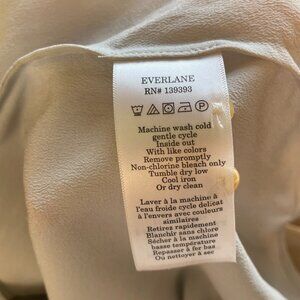 EVERLANE
RN# 139393
Machine wash cold
gentle cycle
Inside out
With like colors
Remove promptly
Non-chlorine bleach only
Tumble dry low
Cool iron
Or dry clean
Laver à la machine à
l'eau froide cycle délicat
à l'envers avec couleurs
similaires
Retirez rapidement
Blanchir sans chlore
Sécher à la machine
basse température
Repasser à fer bas
Ou nettoyer à sec